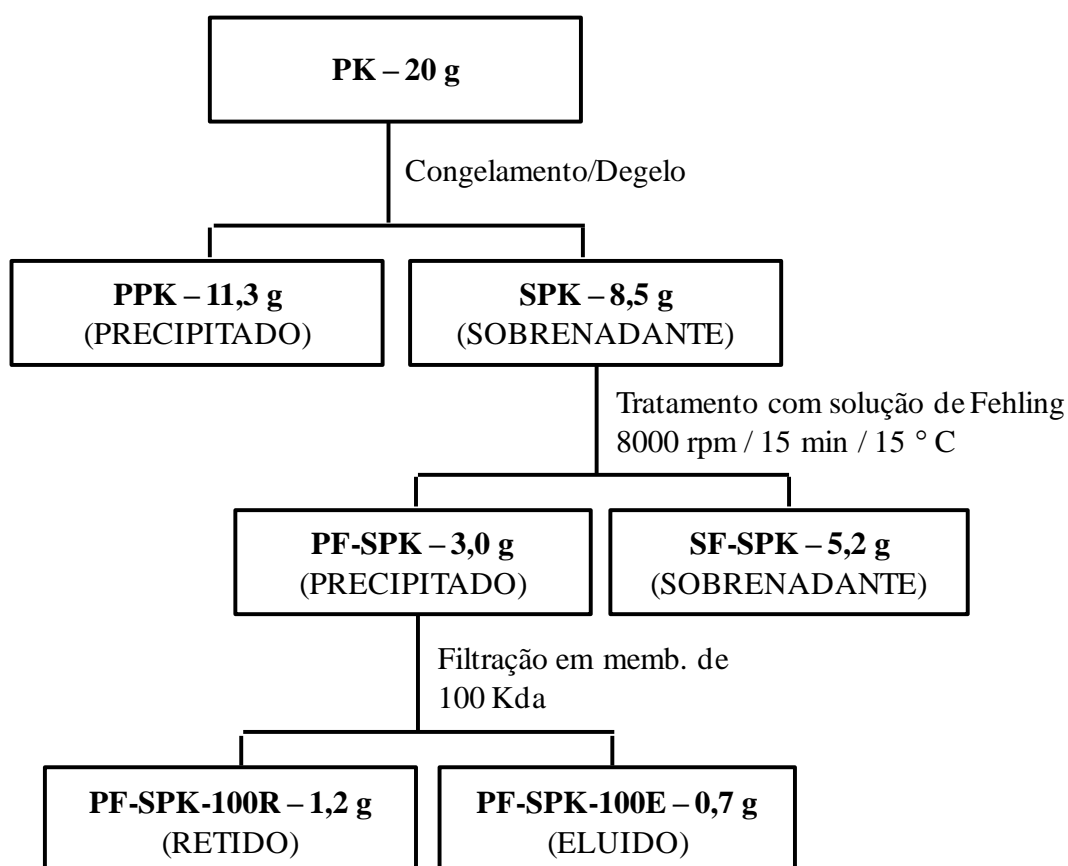 PK – 20 g
Congelamento/Degelo
PPK – 11,3 g
(PRECIPITADO)
SPK – 8,5 g
(SOBRENADANTE)
Tratamento com solução de Fehling
8000 rpm / 15 min / 15 ° C
PF-SPK – 3,0 g
(PRECIPITADO)
SF-SPK – 5,2 g
(SOBRENADANTE)
Filtração em memb. de
100 Kda
PF-SPK-100R – 1,2 g
(RETIDO)
PF-SPK-100E – 0,7 g
(ELUIDO)